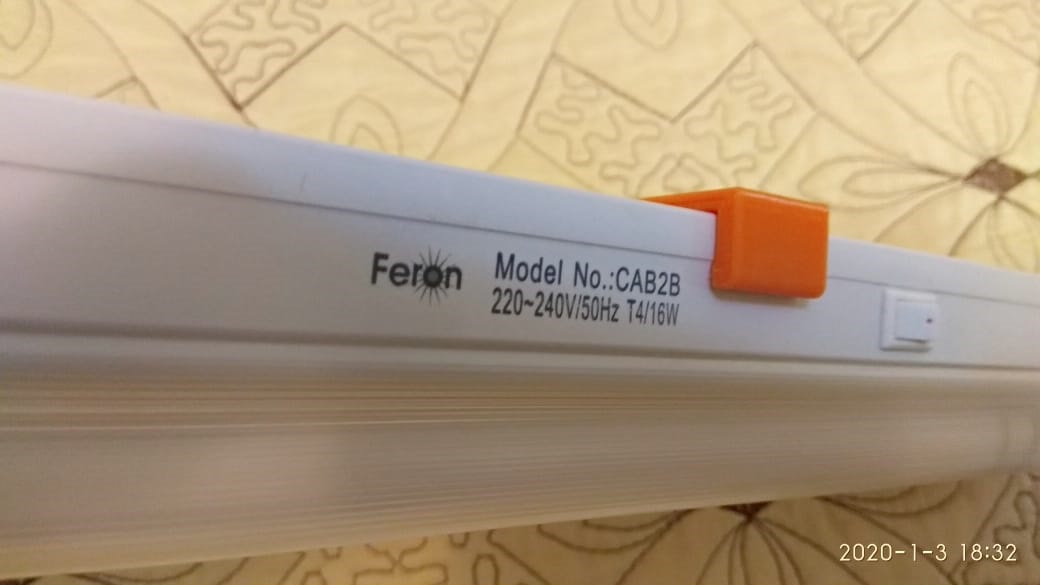 Feron
Model No.:CAB2B
220~240V/50Hz T4/16W
2020-1-3 18:32